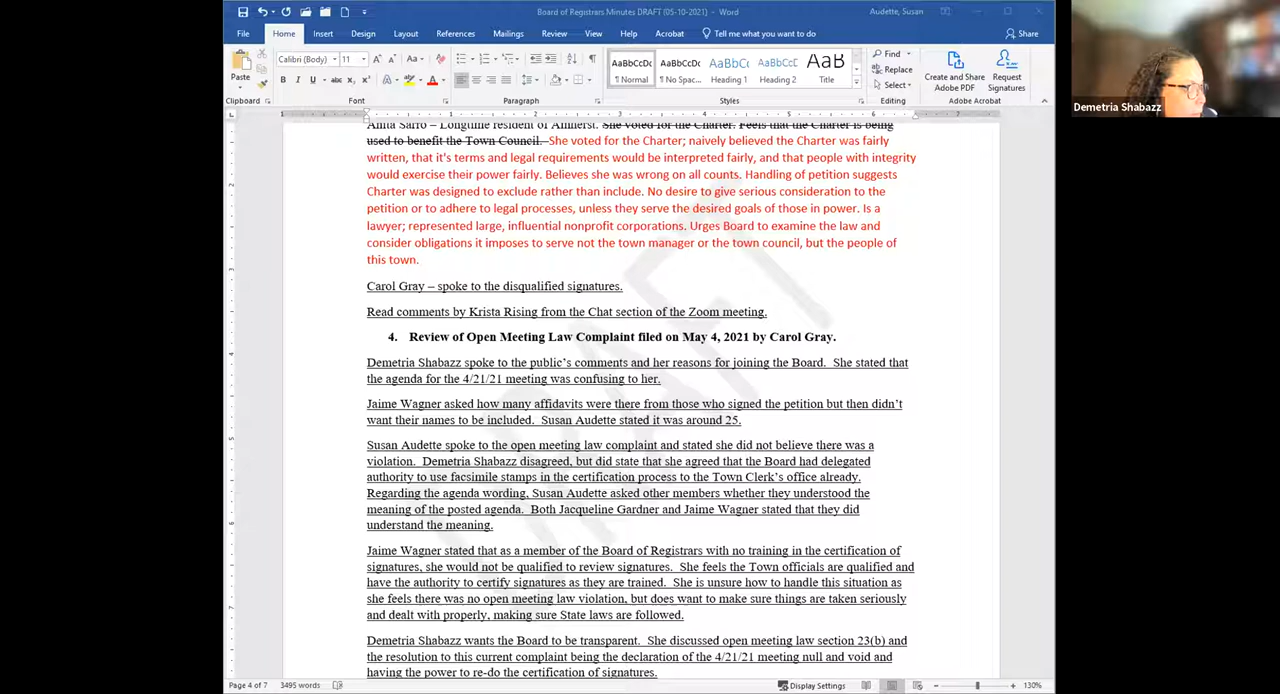 Board of Registrars Minutes DRAFT (05-10-2021) - Word
Audette, Susan
File Home Insert Draw Design Layout References Mailings Review View Help Acrobat Tell me what you want to do
Share
Paste
Calibri (Body) 11
Find
Replace
Select
AaBbCcDc AaBbCcDc AaBbCc AaBbCcD AaB
¶ Normal ¶ No Spac... Heading 1 Heading 2 Title
Create and Share
Adobe PDF
Request
Signatures
Clipboard Font Paragraph Styles Editing Adobe Acrobat
Demetria Shabazz
Anita Sarro – Longtime resident of Amherst. She voted for the Charter. Feels that the Charter is being
used to benefit the Town Council. She voted for the Charter; naively believed the Charter was fairly
written, that it's terms and legal requirements would be interpreted fairly, and that people with integrity
would exercise their power fairly. Believes she was wrong on all counts. Handling of petition suggests
Charter was designed to exclude rather than include. No desire to give serious consideration to the
petition or to adhere to legal processes, unless they serve the desired goals of those in power. Is a
lawyer; represented large, influential nonprofit corporations. Urges Board to examine the law and
consider obligations it imposes to serve not the town manager or the town council, but the people of
this town.
Carol Gray – spoke to the disqualified signatures.
Read comments by Krista Rising from the Chat section of the Zoom meeting.
4. Review of Open Meeting Law Complaint filed on May 4, 2021 by Carol Gray.
Demetria Shabazz spoke to the public's comments and her reasons for joining the Board. She stated that
the agenda for the 4/21/21 meeting was confusing to her.
Jaime Wagner asked how many affidavits were there from those who signed the petition but then didn't
want their names to be included. Susan Audette stated it was around 25.
Susan Audette spoke to the open meeting law complaint and stated she did not believe there was a
violation. Demetria Shabazz disagreed, but did state that she agreed that the Board had delegated
authority to use facsimile stamps in the certification process to the Town Clerk's office already.
Regarding the agenda wording, Susan Audette asked other members whether they understood the
meaning of the posted agenda. Both Jacqueline Gardner and Jaime Wagner stated that they did
understand the meaning.
Jaime Wagner stated that as a member of the Board of Registrars with no training in the certification of
signatures, she would not be qualified to review signatures. She feels the Town officials are qualified and
have the authority to certify signatures as they are trained. She is unsure how to handle this situation as
she feels there was no open meeting law violation, but does want to make sure things are taken seriously
and dealt with properly, making sure State laws are followed.
Demetria Shabazz wants the Board to be transparent. She discussed open meeting law section 23(b) and
the resolution to this current complaint being the declaration of the 4/21/21 meeting null and void and
having the power to re-do the certification of signatures.
DRAFT
Page 4 of 7 3495 words
Display Settings
130%